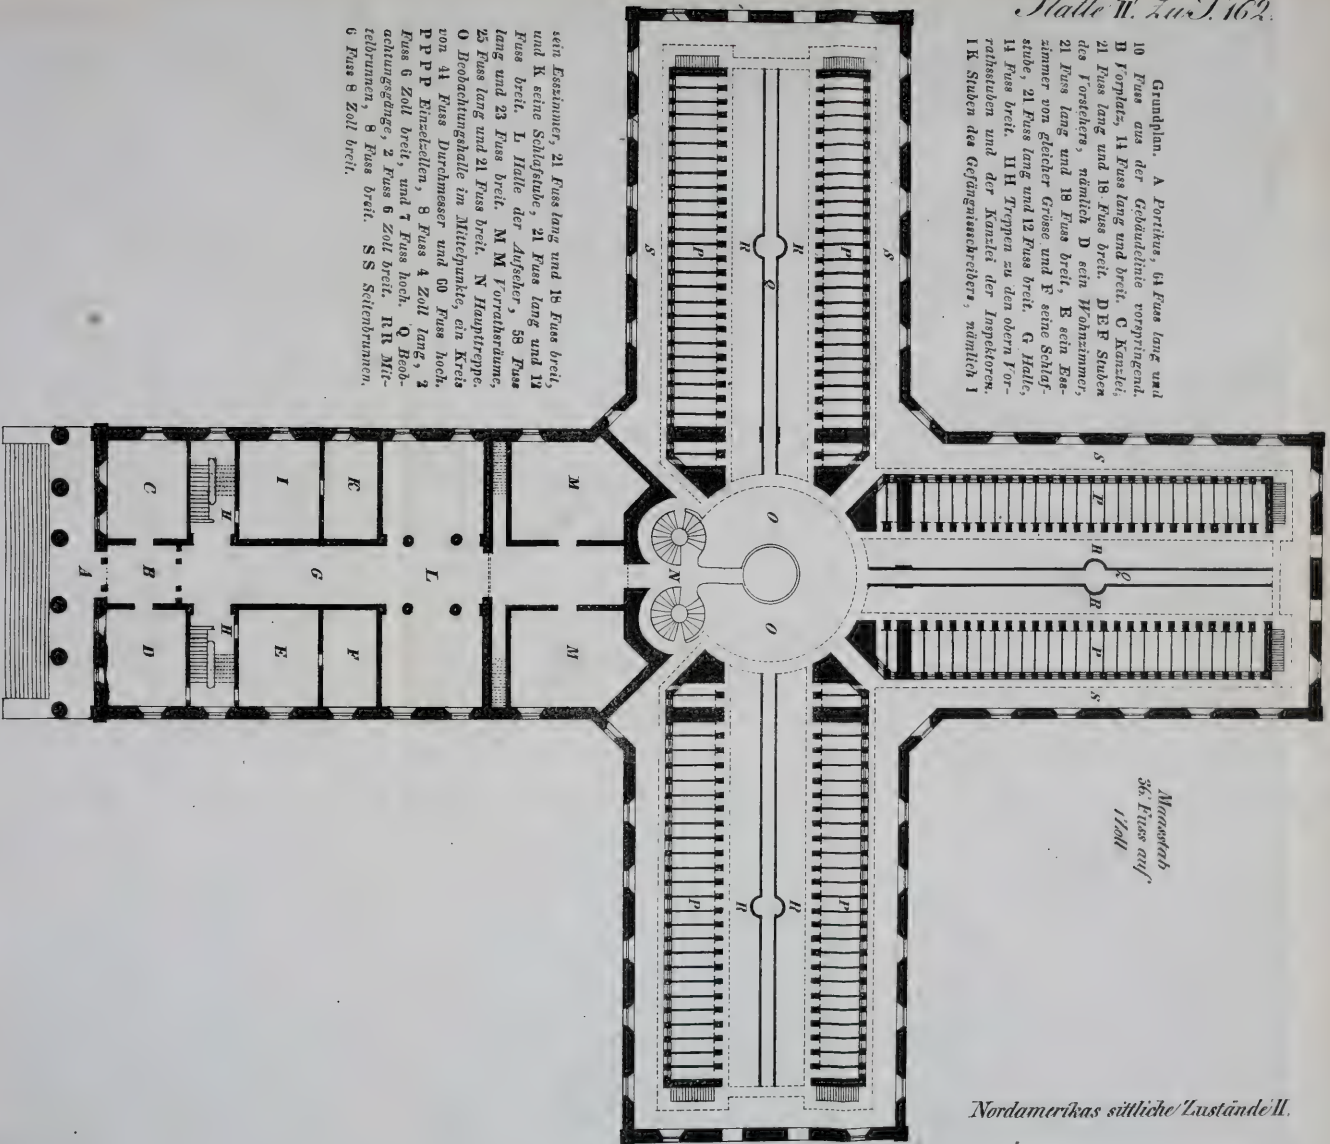 Halle II. Zu S. 162.
Grundplan. A Portikus, 64 Fuss lang und
10 Fuss aus der Gebäudelinie vorspringend.
B Vorplatz, 14 Fuss lang und breit. C Kanzlei,
21 Fuss lang und 18 Fuss breit. D E F Stuben
des Vorstehers, nämlich D sein Wohnzimmer,
21 Fuss lang und 18 Fuss breit, E sein Ess-
zimmer von gleicher Grösse und F seine Schlaf-
stube, 21 Fuss lang und 12 Fuss breit. G Halle,
14 Fuss breit. H H Treppen zu den obern Vor-
rathsstuben und der Kanzlei der Inspektoren.
I K Stuben des Gefängnissschreibers, nämlich I
sein Esszimmer, 21 Fuss lang und 18 Fuss breit,
und K seine Schlafstube, 21 Fuss lang und 12
Fuss breit. L Halle der Aufseher, 58 Fuss
lang und 23 Fuss breit. M M Vorrathsräume,
25 Fuss lang und 21 Fuss breit. N Haupttreppe.
O Beobachtungshalle im Mittelpunkte, ein Kreis
von 41 Fuss Durchmesser und 60 Fuss hoch.
P P P P Einzelzellen, 8 Fuss 4 Zoll lang, 2
Fuss 6 Zoll breit, und 7 Fuss hoch. Q Beob-
achtungsgänge, 2 Fuss 6 Zoll breit. R R Mit-
telbrunnen, 8 Fuss breit. S S Seitenbrunnen,
6 Fuss 8 Zoll breit.
Maasstab
36 Fuss auf
1 Zoll
S
P
R
Q
R
P
S
S
P
R
Q
R
P
S
O
O
N
P
R
R
P
M
M
L
K
F
I
G
E
H
H
C
B
D
A
Nordamerikas sittliche Zustände II.